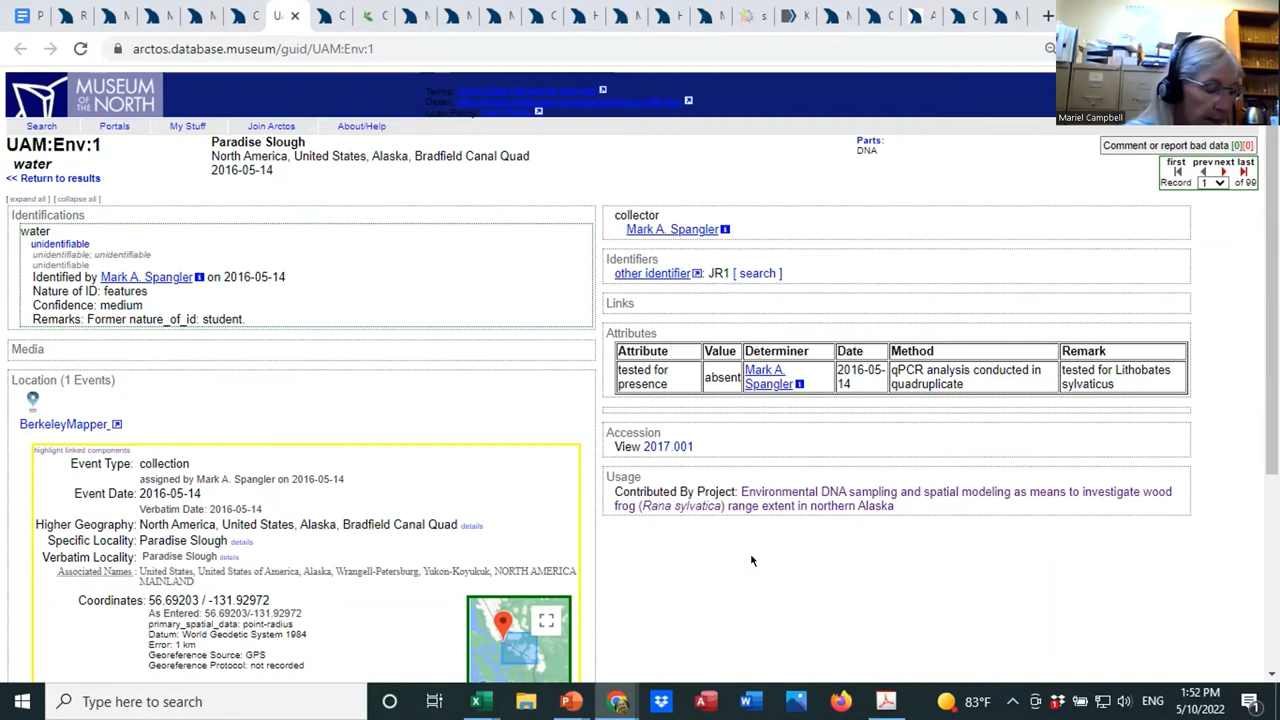 P
M
M
M
M
C
U
C
C
A
M
M
C
H
M
H
s
K
M
C
A
C
M
arctos.database.museum/guid/UAM:Env:1
MUSEUM
OF THE NORTH
Search
Portals
My Stuff
Join Arctos
About/Help
Mariel Campbell
UAM:Env:1
water
<< Return to results
Paradise Slough
North America, United States, Alaska, Bradfield Canal Quad
2016-05-14
Parts:
DNA
Comment or report bad data [0][0]
first prev next last
Record 1 of 99
[ expand all ] [ collapse all ]
Identifications
water
unidentifiable
unidentifiable; unidentifiable
unidentifiable
Identified by Mark A. Spangler on 2016-05-14
Nature of ID: features
Confidence: medium
Remarks: Former nature_of_id: student.
Media
Location (1 Events)
BerkeleyMapper
highlight linked components
Event Type: collection
assigned by Mark A. Spangler on 2016-05-14
Event Date: 2016-05-14
Verbatim Date: 2016-05-14
Higher Geography: North America, United States, Alaska, Bradfield Canal Quad details
Specific Locality: Paradise Slough details
Verbatim Locality: Paradise Slough details
Associated Names : United States, United States of America, Alaska, Wrangell-Petersburg, Yukon-Koyukuk, NORTH AMERICA
MAINLAND
Coordinates: 56.69203 / -131.92972
As Entered: 56.69203/-131.92972
primary_spatial_data: point-radius
Datum: World Geodetic System 1984
Error: 1 km
Georeference Source: GPS
Georeference Protocol: not recorded
collector
Mark A. Spangler
Identifiers
other identifier : JR1 [ search ]
Links
Attributes
Attribute Value Determiner Date Method Remark
tested for presence absent Mark A. Spangler 2016-05-14 qPCR analysis conducted in quadruplicate tested for Lithobates sylvaticus
Accession
View 2017.001
Usage
Contributed By Project: Environmental DNA sampling and spatial modeling as means to investigate wood
frog (Rana sylvatica) range extent in northern Alaska
Type here to search
83°F
ENG
1:52 PM
5/10/2022
1